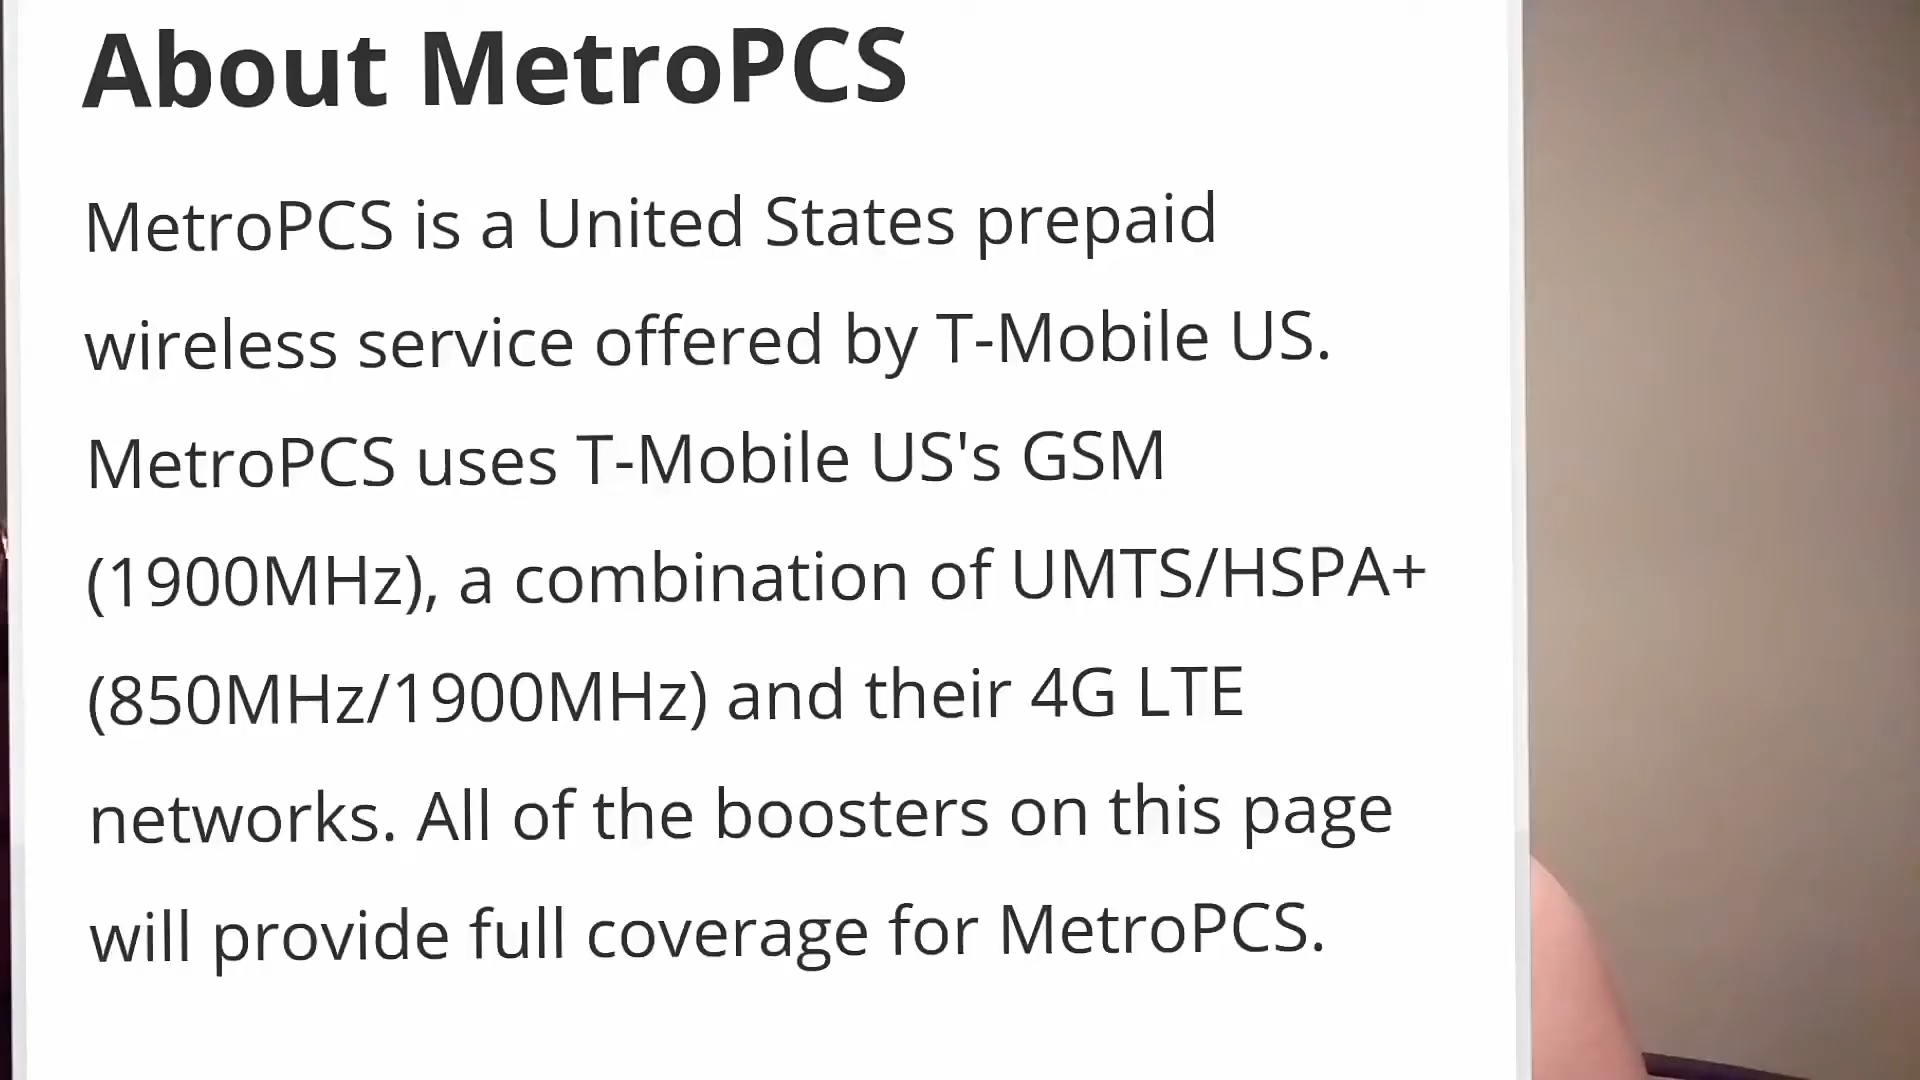 About MetroPCS
MetroPCS is a United States prepaid
wireless service offered by T-Mobile US.
MetroPCS uses T-Mobile US's GSM
(1900MHz), a combination of UMTS/HSPA+
(850MHz/1900MHz) and their 4G LTE
networks. All of the boosters on this page
will provide full coverage for MetroPCS.